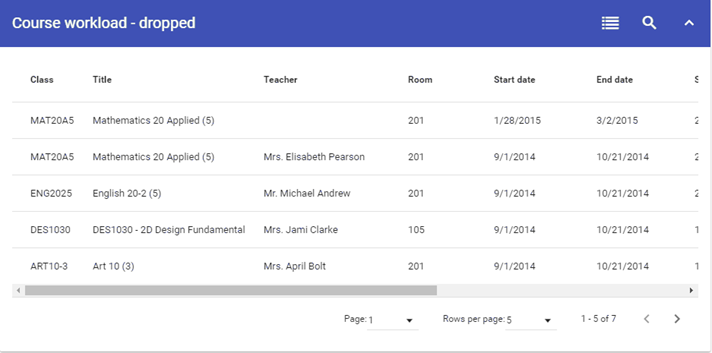 Course workload - dropped
Class Title Teacher Room Start date End date S
MAT20A5 Mathematics 20 Applied (5) 201 1/28/2015 3/2/2015 2
MAT20A5 Mathematics 20 Applied (5) Mrs. Elisabeth Pearson 201 9/1/2014 10/21/2014 2
ENG2025 English 20-2 (5) Mr. Michael Andrew 201 9/1/2014 10/21/2014 2
DES1030 DES1030 - 2D Design Fundamental Mrs. Jami Clarke 105 9/1/2014 10/21/2014 1
ART10-3 Art 10 (3) Mrs. April Bolt 201 9/1/2014 10/21/2014 1
Page: 1 Rows per page: 5 1 - 5 of 7